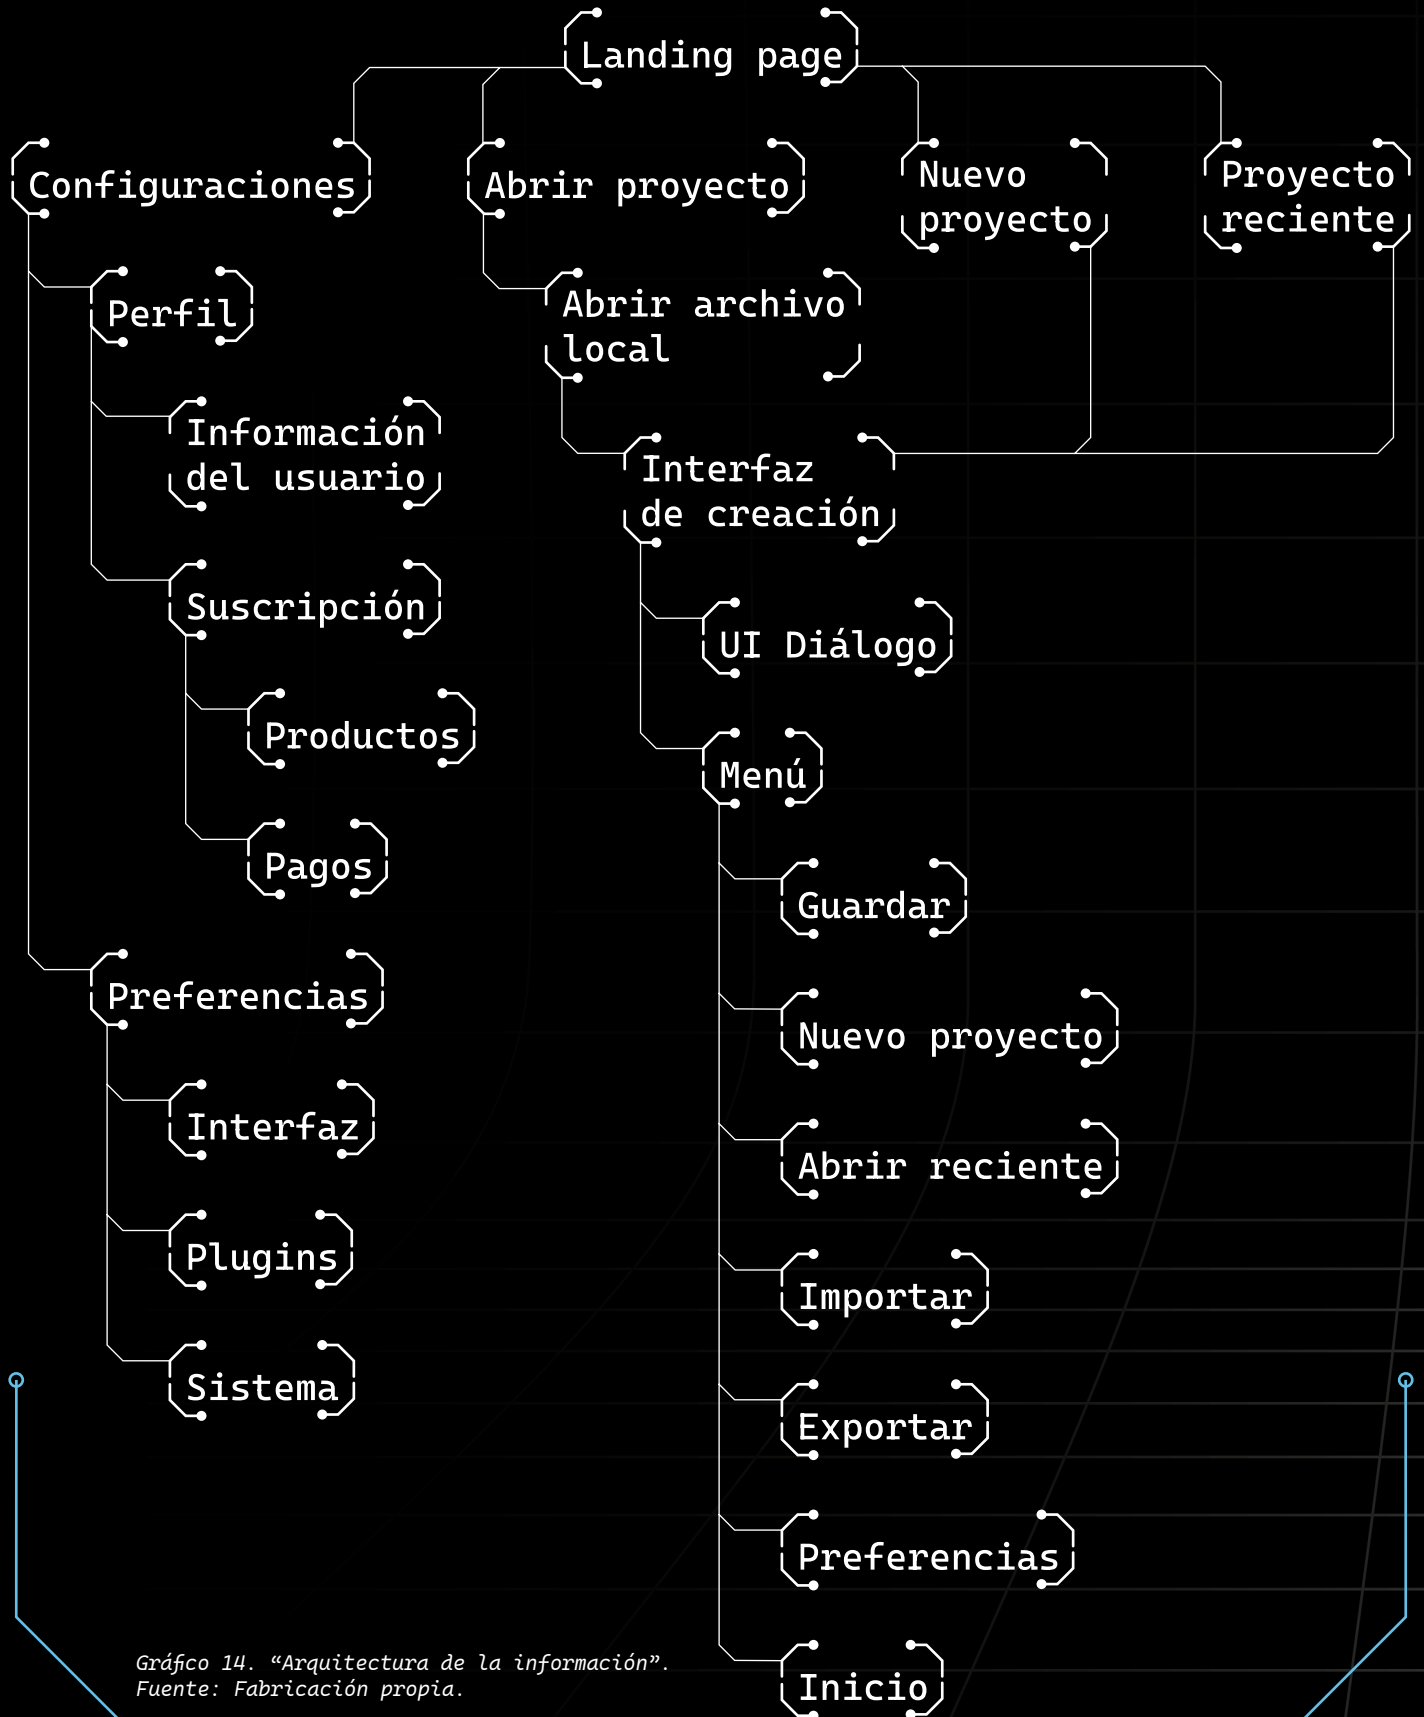 Landing page
Configuraciones
Abrir proyecto
Nuevo
proyecto
Proyecto
reciente
Perfil
Abrir archivo
local
Información
del usuario
Interfaz
de creación
Suscripción
UI Diálogo
Productos
Menú
Pagos
Guardar
Preferencias
Nuevo proyecto
Interfaz
Abrir reciente
Plugins
Importar
Sistema
Exportar
Preferencias
Inicio
Gráfico 14. “Arquitectura de la información”.
Fuente: Fabricación propia.